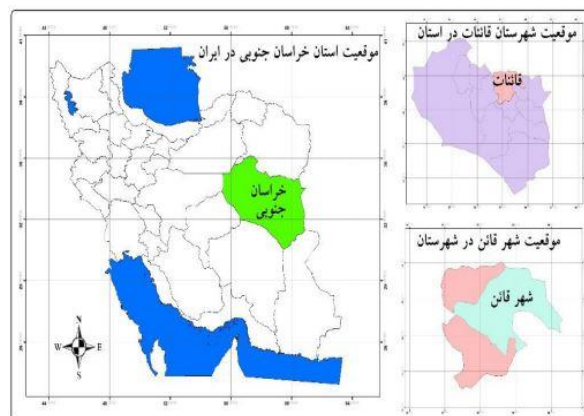 موقعیت استان خراسان جنوبی در ایران
خراسان
جنوبی
N
W E
S
موقعیت شهرستان قائنات در استان
قائنات
موقعیت شهر قائن در شهرستان
شهر قائن